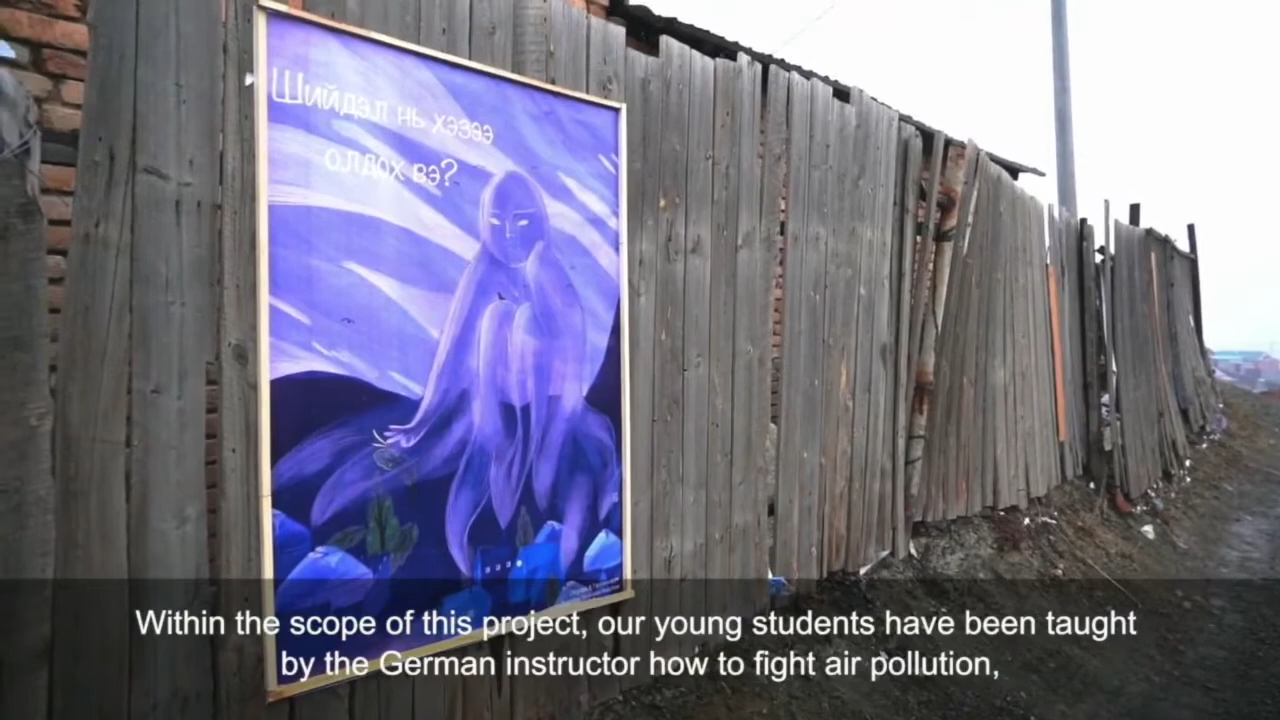 Шийдэл нь хэзээ
олдох вэ?
Within the scope of this project, our young students have been taught
by the German instructor how to fight air pollution,